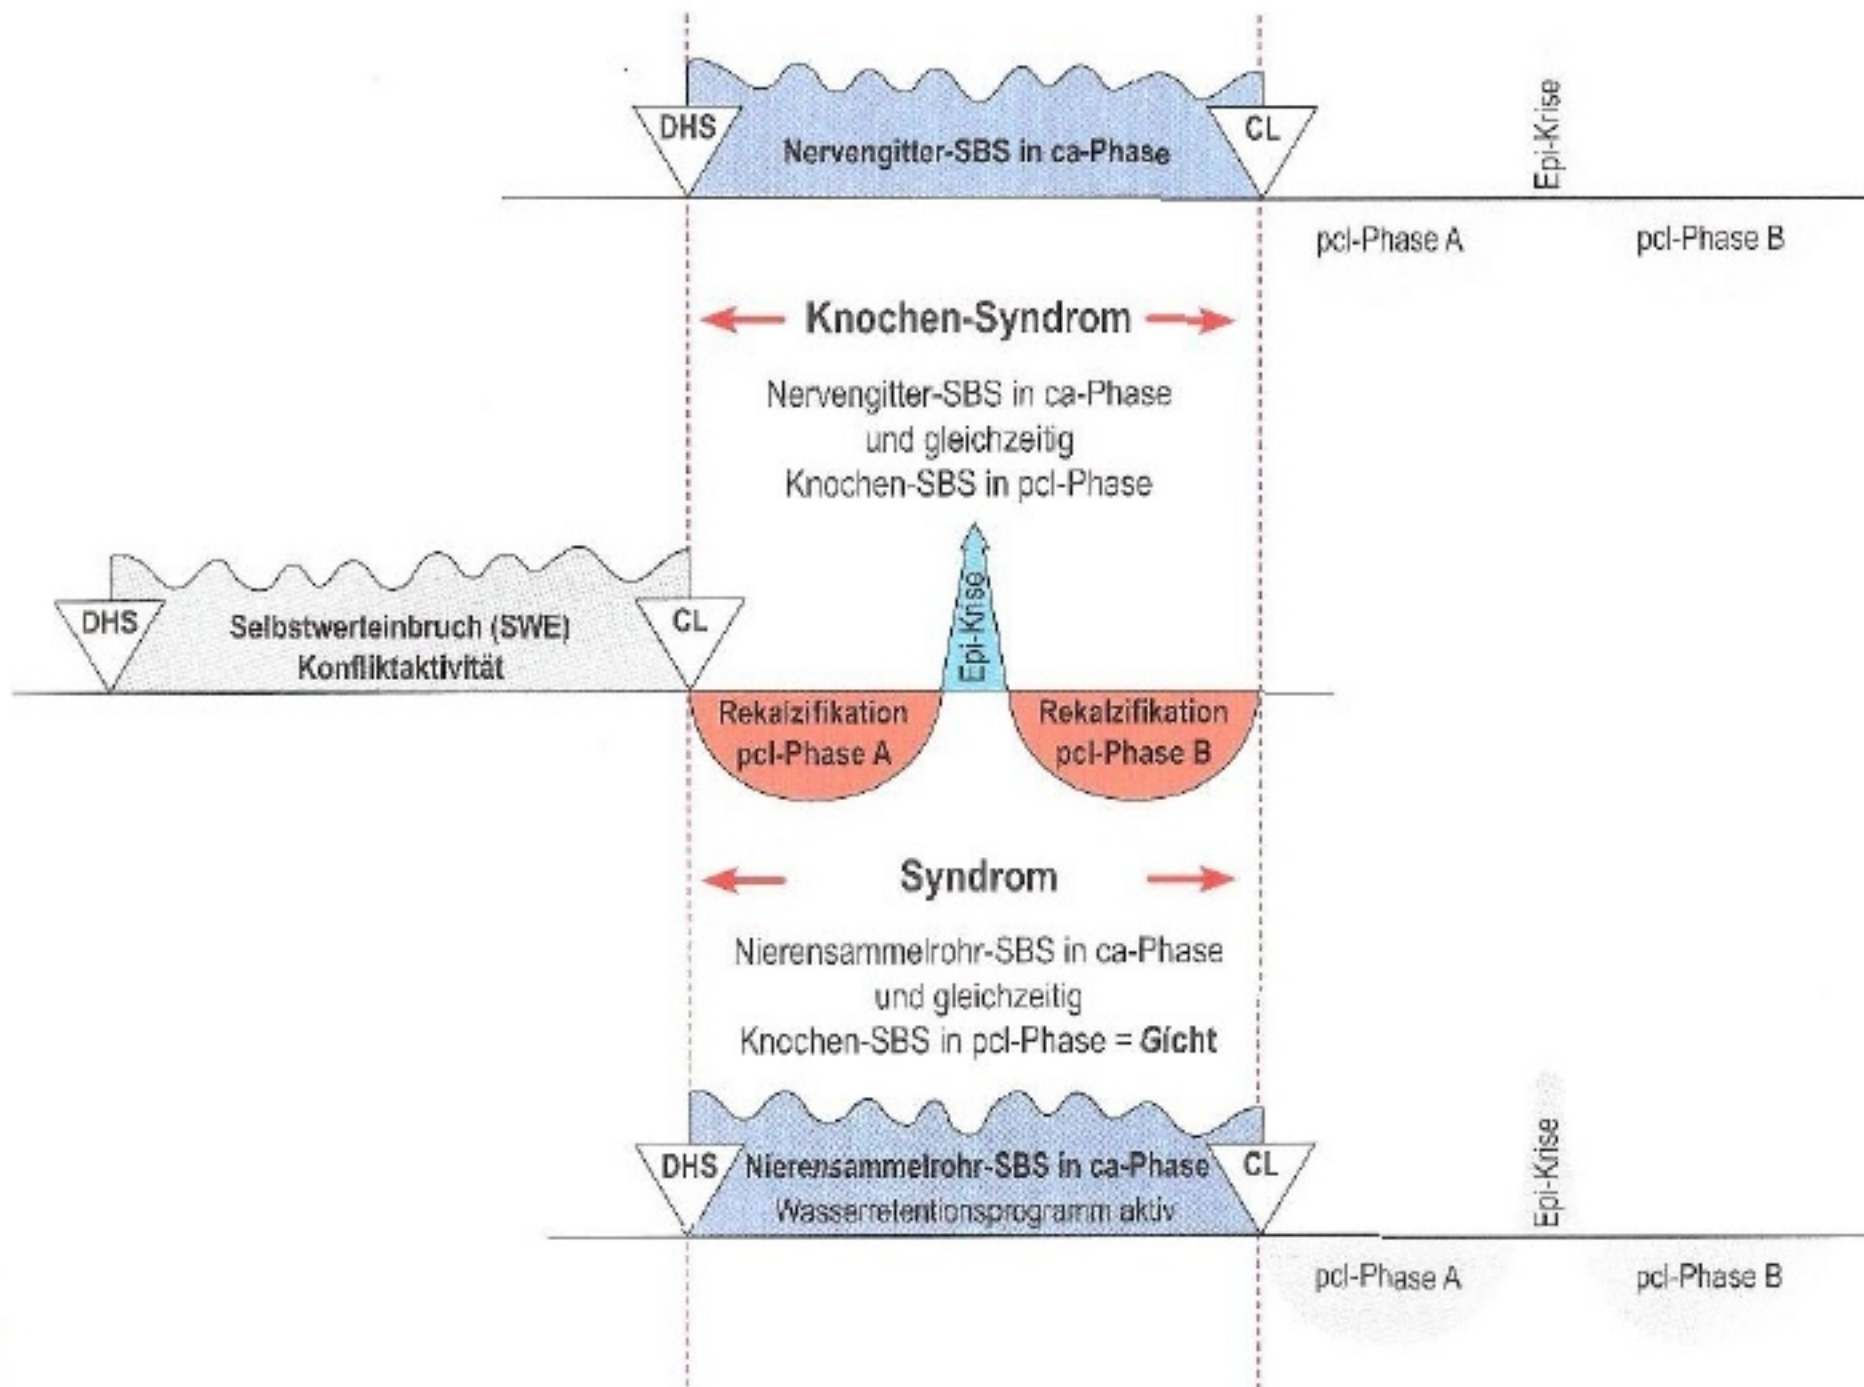 DHS
Nervengitter-SBS in ca-Phase
CL
Epi-Krise
pcl-Phase A
pcl-Phase B
Knochen-Syndrom
Nervengitter-SBS in ca-Phase
und gleichzeitig
Knochen-SBS in pcl-Phase
DHS
Selbstwerteinbruch (SWE)
Konfliktaktivität
CL
Epi-Krise
Rekalzifikation
pcl-Phase A
Rekalzifikation
pcl-Phase B
Syndrom
Nierensammelrohr-SBS in ca-Phase
und gleichzeitig
Knochen-SBS in pcl-Phase = Gicht
DHS
Nierensammelrohr-SBS in ca-Phase
Wasserretentionsprogramm aktiv
CL
Epi-Krise
pcl-Phase A
pcl-Phase B